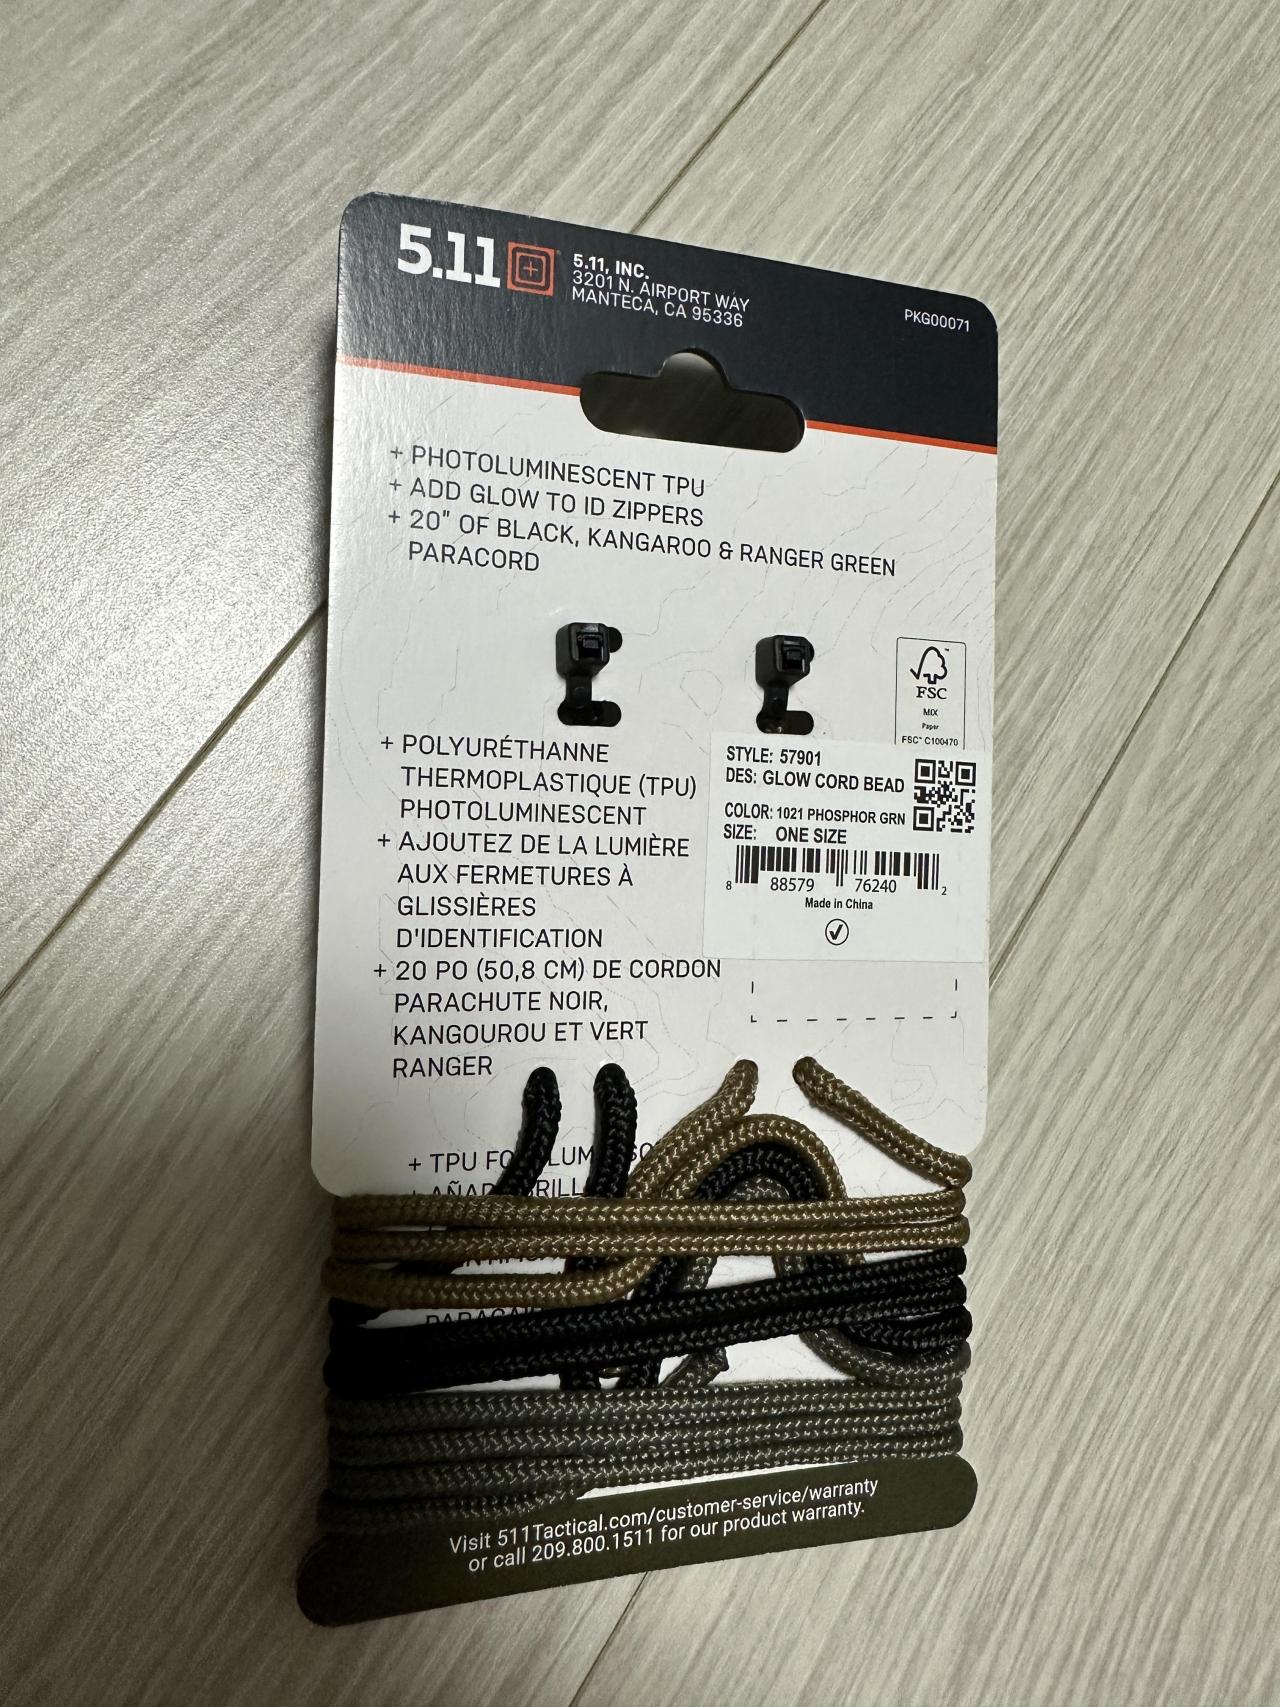 5.11
5.11, INC.
3201 N. AIRPORT WAY
MANTECA, CA 95336
PKG00071
+ PHOTOLUMINESCENT TPU
+ ADD GLOW TO ID ZIPPERS
+ 20" OF BLACK, KANGAROO & RANGER GREEN
PARACORD
FSC
MIX
Paper
FSC™ C100470
+ POLYURÉTHANNE
THERMOPLASTIQUE (TPU)
PHOTOLUMINESCENT
+ AJOUTEZ DE LA LUMIÈRE
AUX FERMETURES À
GLISSIÈRES
D'IDENTIFICATION
+ 20 PO (50,8 CM) DE CORDON
PARACHUTE NOIR,
KANGOUROU ET VERT
RANGER
STYLE: 57901
DES: GLOW CORD BEAD
COLOR: 1021 PHOSPHOR GRN
SIZE: ONE SIZE
8 88579 76240 2
Made in China
+ TPU
Visit 511Tactical.com/customer-service/warranty
or call 209.800.1511 for our product warranty.